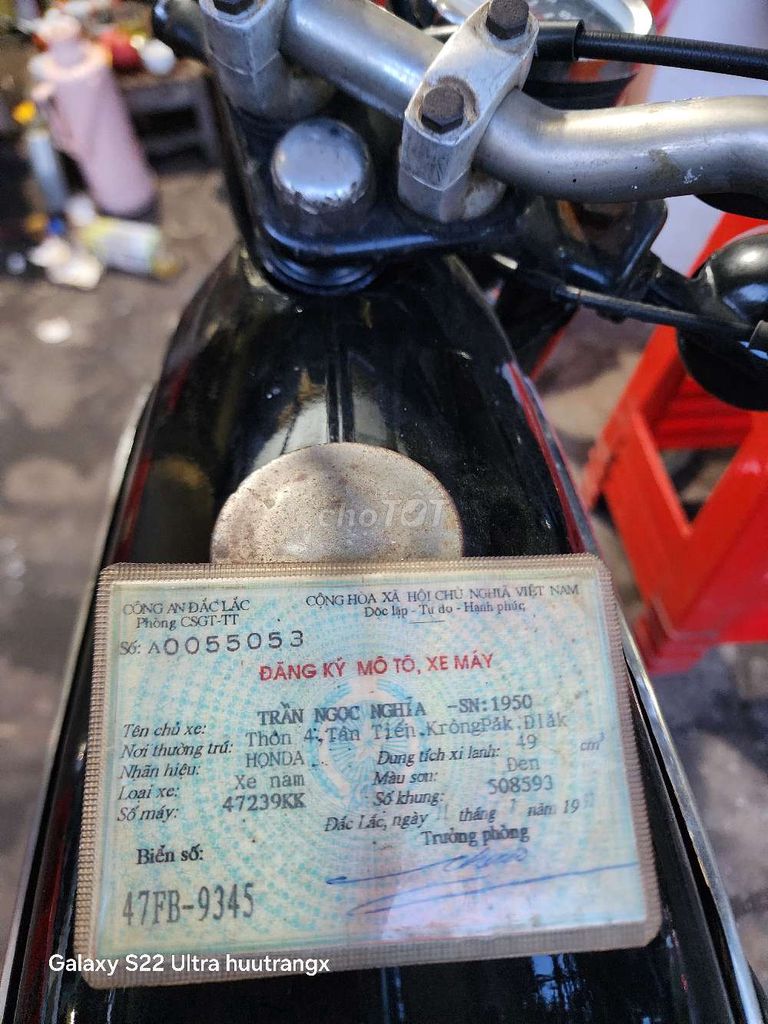 choTỐT
CÔNG AN ĐẮC LẮC
Phòng CSGT-TT
CỘNG HÒA XÃ HỘI CHỦ NGHĨA VIỆT NAM
Độc lập - Tự do - Hạnh phúc
Số: A0055053
ĐĂNG KÝ MÔ TÔ, XE MÁY
Tên chủ xe: TRẦN NGỌC NGHĨA -SN:1950
Nơi thường trú: Thôn 4.Tân Tiến.KrôngPắk.Đlăk
Nhãn hiệu: HONDA Dung tích xi lanh: 49 cm³
Loại xe: Xe nam Màu sơn: Đen
Số máy: 47239KK Số khung: 508593
Đắc Lắc, ngày tháng năm 19
Trưởng phòng
Biển số:
47FB-9345
Galaxy S22 Ultra huutrangx